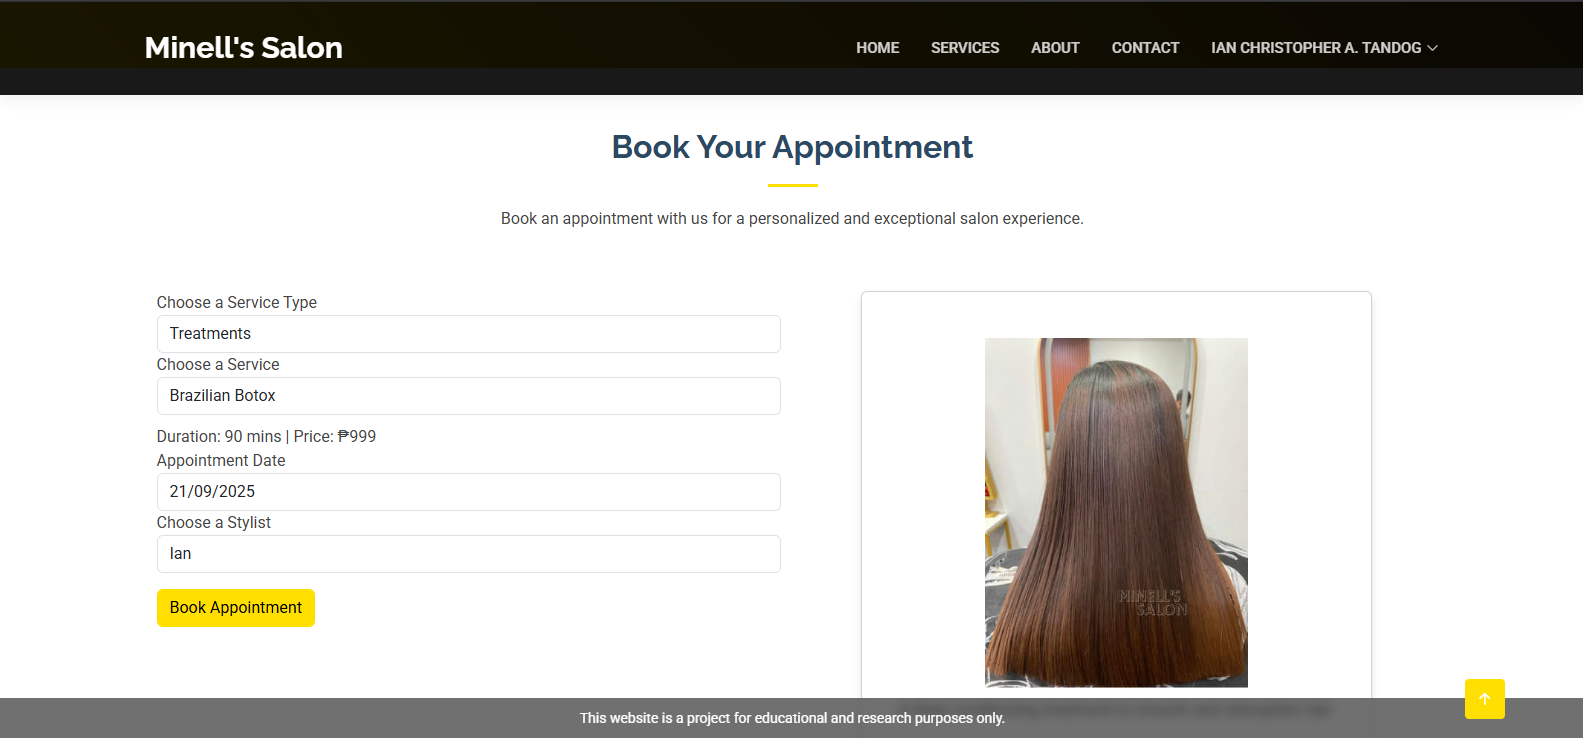 Minell's Salon
HOME SERVICES ABOUT CONTACT IAN CHRISTOPHER A. TANDOG
Book Your Appointment
Book an appointment with us for a personalized and exceptional salon experience.
Choose a Service Type
Treatments
Choose a Service
Brazilian Botox
Duration: 90 mins | Price: ₱999
Appointment Date
21/09/2025
Choose a Stylist
Ian
Book Appointment
MINELL'S
SALON
This website is a project for educational and research purposes only.